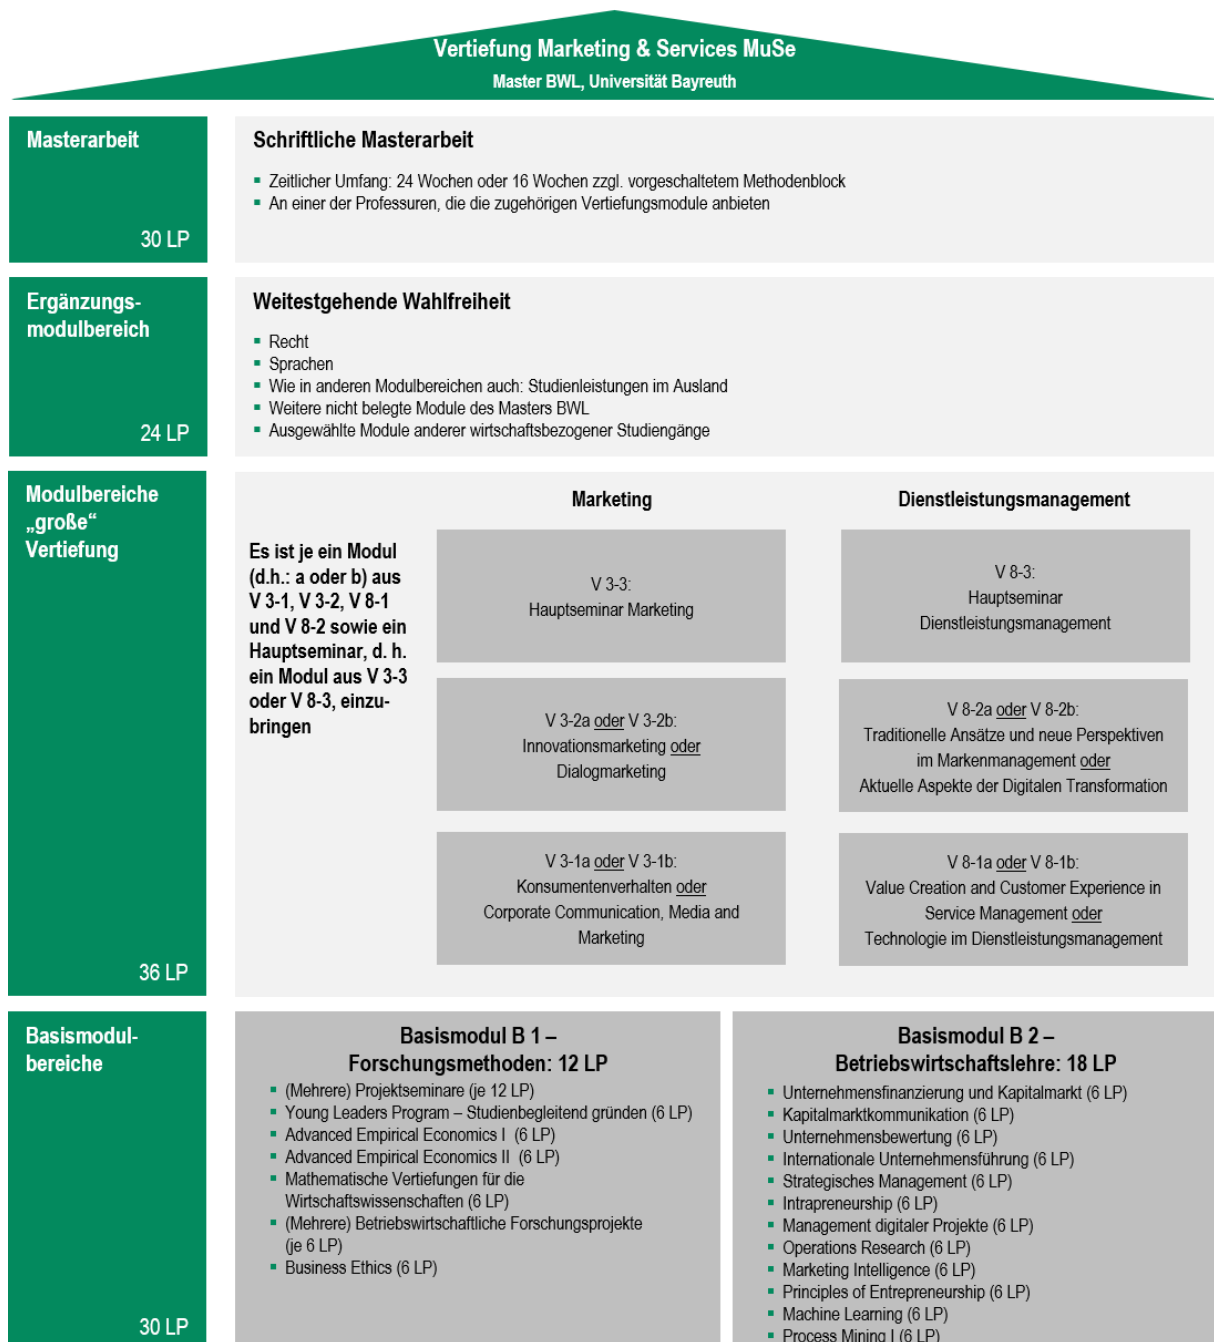 Vertiefung Marketing & Services MuSe
Master BWL, Universität Bayreuth
Masterarbeit
30 LP
Schriftliche Masterarbeit
▪ Zeitlicher Umfang: 24 Wochen oder 16 Wochen zzgl. vorgeschaltetem Methodenblock
▪ An einer der Professuren, die die zugehörigen Vertiefungsmodule anbieten
Ergänzungs-
modulbereich
24 LP
Weitestgehende Wahlfreiheit
▪ Recht
▪ Sprachen
▪ Wie in anderen Modulbereichen auch: Studienleistungen im Ausland
▪ Weitere nicht belegte Module des Masters BWL
▪ Ausgewählte Module anderer wirtschaftsbezogener Studiengänge
Modulbereiche
„große“
Vertiefung
36 LP
Es ist je ein Modul
(d.h.: a oder b) aus
V 3-1, V 3-2, V 8-1
und V 8-2 sowie ein
Hauptseminar, d. h.
ein Modul aus V 3-3
oder V 8-3, einzu-
bringen
Marketing
V 3-3:
Hauptseminar Marketing
V 3-2a oder V 3-2b:
Innovationsmarketing oder
Dialogmarketing
V 3-1a oder V 3-1b:
Konsumentenverhalten oder
Corporate Communication, Media and
Marketing
Dienstleistungsmanagement
V 8-3:
Hauptseminar
Dienstleistungsmanagement
V 8-2a oder V 8-2b:
Traditionelle Ansätze und neue Perspektiven
im Markenmanagement oder
Aktuelle Aspekte der Digitalen Transformation
V 8-1a oder V 8-1b:
Value Creation and Customer Experience in
Service Management oder
Technologie im Dienstleistungsmanagement
Basismodul-
bereiche
30 LP
Basismodul B 1 –
Forschungsmethoden: 12 LP
▪ (Mehrere) Projektseminare (je 12 LP)
▪ Young Leaders Program – Studienbegleitend gründen (6 LP)
▪ Advanced Empirical Economics I (6 LP)
▪ Advanced Empirical Economics II (6 LP)
▪ Mathematische Vertiefungen für die
Wirtschaftswissenschaften (6 LP)
▪ (Mehrere) Betriebswirtschaftliche Forschungsprojekte
(je 6 LP)
▪ Business Ethics (6 LP)
Basismodul B 2 –
Betriebswirtschaftslehre: 18 LP
▪ Unternehmensfinanzierung und Kapitalmarkt (6 LP)
▪ Kapitalmarktkommunikation (6 LP)
▪ Unternehmensbewertung (6 LP)
▪ Internationale Unternehmensführung (6 LP)
▪ Strategisches Management (6 LP)
▪ Intrapreneurship (6 LP)
▪ Management digitaler Projekte (6 LP)
▪ Operations Research (6 LP)
▪ Marketing Intelligence (6 LP)
▪ Principles of Entrepreneurship (6 LP)
▪ Machine Learning (6 LP)
▪ Process Mining I (6 LP)